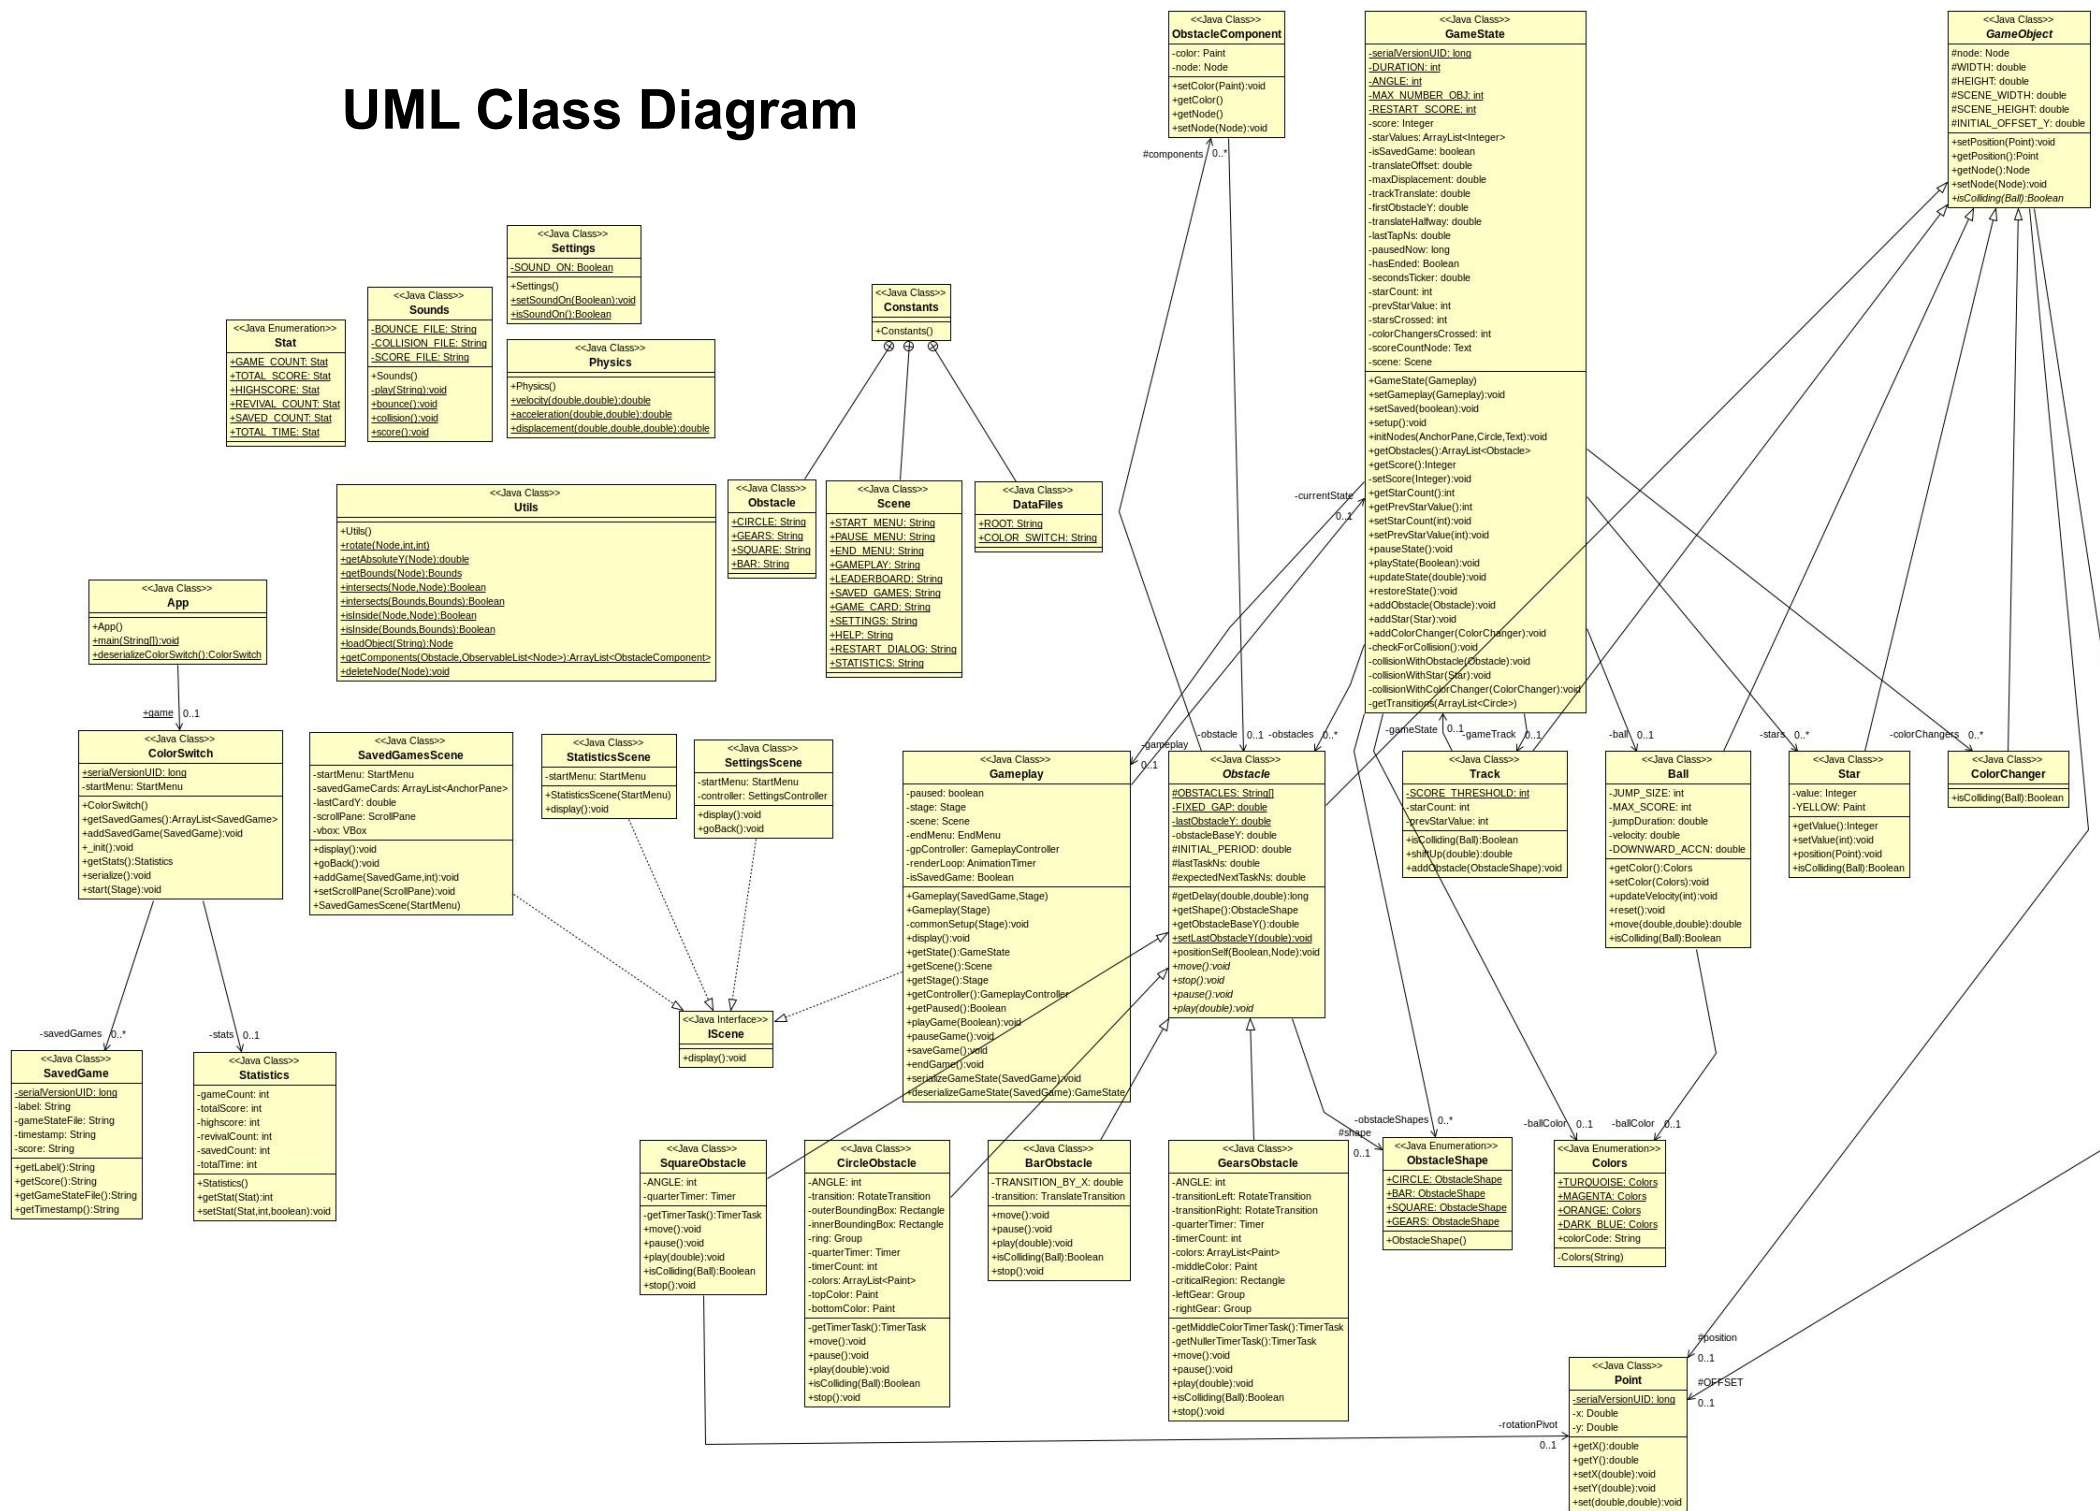 UML Class Diagram
<<Java Class>>
ObstacleComponent
-color: Paint
-node: Node
+setColor(Paint):void
+getColor()
+getNode()
+setNode(Node):void
#components
0..*
<<Java Class>>
GameState
-serialVersionUID: long
-DURATION: int
-ANGLE: int
-MAX_NUMBER_OBJ: int
-RESTART_SCORE: int
-score: Integer
-starValues: ArrayList<Integer>
-isSavedGame: boolean
-translateOffset: double
-maxDisplacement: double
-trackTranslate: double
-firstObstacleY: double
-translateHalfway: double
-lastTapNs: double
-pausedNow: long
-hasEnded: Boolean
-secondsTicker: double
-starCount: int
-prevStarValue: int
-starsCrossed: int
-colorChangersCrossed: int
-scoreCountNode: Text
-scene: Scene
+GameState(Gameplay)
+setGameplay(Gameplay):void
+setSaved(boolean):void
+setup():void
+initNodes(AnchorPane,Circle,Text):void
+getObstacles():ArrayList<Obstacle>
+getScore():Integer
-setScore(Integer):void
+getStarCount():int
+getPrevStarValue():int
+setStarCount(int):void
+setPrevStarValue(int):void
+pauseState():void
+playState(Boolean):void
+updateState(double):void
+restoreState():void
+addObstacle(Obstacle):void
+addStar(Star):void
+addColorChanger(ColorChanger):void
-checkForCollision():void
-collisionWithObstacle(Obstacle):void
-collisionWithStar(Star):void
-collisionWithColorChanger(ColorChanger):void
-getTransitions(ArrayList<Circle>)
<<Java Class>>
GameObject
#node: Node
#WIDTH: double
#HEIGHT: double
#SCENE_WIDTH: double
#SCENE_HEIGHT: double
#INITIAL_OFFSET_Y: double
+setPosition(Point):void
+getPosition():Point
+getNode():Node
+setNode(Node):void
+isColliding(Ball):Boolean
<<Java Class>>
Settings
-SOUND_ON: Boolean
+Settings()
+setSoundOn(Boolean):void
+isSoundOn():Boolean
<<Java Class>>
Sounds
-BOUNCE_FILE: String
-COLLISION_FILE: String
-SCORE_FILE: String
+Sounds()
-play(String):void
+bounce():void
+collision():void
+score():void
<<Java Enumeration>>
Stat
+GAME_COUNT: Stat
+TOTAL_SCORE: Stat
+HIGHSCORE: Stat
+REVIVAL_COUNT: Stat
+SAVED_COUNT: Stat
+TOTAL_TIME: Stat
<<Java Class>>
Physics
+Physics()
+velocity(double,double):double
+acceleration(double,double):double
+displacement(double,double,double):double
<<Java Class>>
Constants
+Constants()
<<Java Class>>
Utils
+Utils()
+rotate(Node,int,int)
+getAbsoluteY(Node):double
+getBounds(Node):Bounds
+intersects(Node,Node):Boolean
+intersects(Bounds,Bounds):Boolean
+isInside(Node,Node):Boolean
+isInside(Bounds,Bounds):Boolean
+loadObject(String):Node
+getComponents(Obstacle,ObservableList<Node>):ArrayList<ObstacleComponent>
+deleteNode(Node):void
<<Java Class>>
Obstacle
+CIRCLE: String
+GEARS: String
+SQUARE: String
+BAR: String
<<Java Class>>
Scene
+START_MENU: String
+PAUSE_MENU: String
+END_MENU: String
+GAMEPLAY: String
+LEADERBOARD: String
+SAVED_GAMES: String
+GAME_CARD: String
+SETTINGS: String
+HELP: String
+RESTART_DIALOG: String
+STATISTICS: String
<<Java Class>>
DataFiles
+ROOT: String
+COLOR_SWITCH: String
-currentState
0..1
<<Java Class>>
App
+App()
+main(String[]):void
+deserializeColorSwitch():ColorSwitch
+game
0..1
<<Java Class>>
ColorSwitch
+serialVersionUID: long
-startMenu: StartMenu
+ColorSwitch()
+getSavedGames():ArrayList<SavedGame>
+addSavedGame(SavedGame):void
+_init():void
+getStats():Statistics
+serialize():void
+start(Stage):void
<<Java Class>>
SavedGamesScene
-startMenu: StartMenu
-savedGameCards: ArrayList<AnchorPane>
-lastCardY: double
-scrollPane: ScrollPane
-vbox: VBox
+display():void
+goBack():void
+addGame(SavedGame,int):void
+setScrollPane(ScrollPane):void
+SavedGamesScene(StartMenu)
<<Java Class>>
StatisticsScene
-startMenu: StartMenu
+StatisticsScene(StartMenu)
+display():void
<<Java Class>>
SettingsScene
-startMenu: StartMenu
-controller: SettingsController
+display():void
+goBack():void
-gameplay
0..1
<<Java Class>>
Gameplay
-paused: boolean
-stage: Stage
-scene: Scene
-endMenu: EndMenu
-gpController: GameplayController
-renderLoop: AnimationTimer
-isSavedGame: Boolean
+Gameplay(SavedGame,Stage)
+Gameplay(Stage)
-commonSetup(Stage):void
+display():void
+getState():GameState
+getScene():Scene
+getStage():Stage
+getController():GameplayController
+getPaused():Boolean
+playGame(Boolean):void
+pauseGame():void
+saveGame():void
+endGame():void
+serializeGameState(SavedGame):void
+deserializeGameState(SavedGame):GameState
-obstacle
0..1
-obstacles
0..*
<<Java Class>>
Obstacle
#OBSTACLES: String[]
-FIXED_GAP: double
-lastObstacleY: double
-obstacleBaseY: double
#INITIAL_PERIOD: double
#lastTaskNs: double
#expectedNextTaskNs: double
#getDelay(double,double):long
+getShape():ObstacleShape
+getObstacleBaseY():double
+setLastObstacleY(double):void
+positionSelf(Boolean,Node):void
+move():void
+stop():void
+pause():void
+play(double):void
-gameState
0..1
-gameTrack
0..1
<<Java Class>>
Track
-SCORE_THRESHOLD: int
-starCount: int
-prevStarValue: int
+isColliding(Ball):Boolean
+shiftUp(double):double
+addObstacle(ObstacleShape):void
-ball
0..1
<<Java Class>>
Ball
-JUMP_SIZE: int
-MAX_SCORE: int
-jumpDuration: double
-velocity: double
-DOWNWARD_ACCN: double
+getColor():Colors
+setColor(Colors):void
+updateVelocity(int):void
+reset():void
+move(double,double):double
+isColliding(Ball):Boolean
-stars
0..*
<<Java Class>>
Star
-value: Integer
-YELLOW: Paint
+getValue():Integer
+setValue(int):void
+position(Point):void
+isColliding(Ball):Boolean
-colorChangers
0..*
<<Java Class>>
ColorChanger
+isColliding(Ball):Boolean
<<Java Interface>>
IScene
+display():void
-savedGames
0..*
<<Java Class>>
SavedGame
-serialVersionUID: long
-label: String
-gameStateFile: String
-timestamp: String
-score: String
+getLabel():String
+getScore():String
+getGameStateFile():String
+getTimestamp():String
-stats
0..1
<<Java Class>>
Statistics
-gameCount: int
-totalScore: int
-highscore: int
-revivalCount: int
-savedCount: int
-totalTime: int
+Statistics()
+getStat(Stat):int
+setStat(Stat,int,boolean):void
<<Java Class>>
SquareObstacle
-ANGLE: int
-quarterTimer: Timer
-getTimerTask():TimerTask
+move():void
+pause():void
+play(double):void
+isColliding(Ball):Boolean
+stop():void
<<Java Class>>
CircleObstacle
-ANGLE: int
-transition: RotateTransition
-outerBoundingBox: Rectangle
-innerBoundingBox: Rectangle
-ring: Group
-quarterTimer: Timer
-timerCount: int
-colors: ArrayList<Paint>
-topColor: Paint
-bottomColor: Paint
-getTimerTask():TimerTask
+move():void
+pause():void
+play(double):void
+isColliding(Ball):Boolean
+stop():void
<<Java Class>>
BarObstacle
-TRANSITION_BY_X: double
-transition: TranslateTransition
+move():void
+pause():void
+play(double):void
+isColliding(Ball):Boolean
+stop():void
<<Java Class>>
GearsObstacle
-ANGLE: int
-transitionLeft: RotateTransition
-transitionRight: RotateTransition
-quarterTimer: Timer
-timerCount: int
-colors: ArrayList<Paint>
-middleColor: Paint
-criticalRegion: Rectangle
-leftGear: Group
-rightGear: Group
-getMiddleColorTimerTask():TimerTask
-getNullerTimerTask():TimerTask
+move():void
+pause():void
+play(double):void
+isColliding(Ball):Boolean
+stop():void
-obstacleShapes
0..*
#shape
0..1
<<Java Enumeration>>
ObstacleShape
+CIRCLE: ObstacleShape
+BAR: ObstacleShape
+SQUARE: ObstacleShape
+GEARS: ObstacleShape
+ObstacleShape()
-ballColor
0..1
-ballColor
0..1
<<Java Enumeration>>
Colors
+TURQUOISE: Colors
+MAGENTA: Colors
+ORANGE: Colors
+DARK_BLUE: Colors
+colorCode: String
-Colors(String)
#position
0..1
#OFFSET
0..1
-rotationPivot
0..1
<<Java Class>>
Point
-serialVersionUID: long
-x: Double
-y: Double
+getX():double
+getY():double
+setX(double):void
+setY(double):void
+set(double,double):void